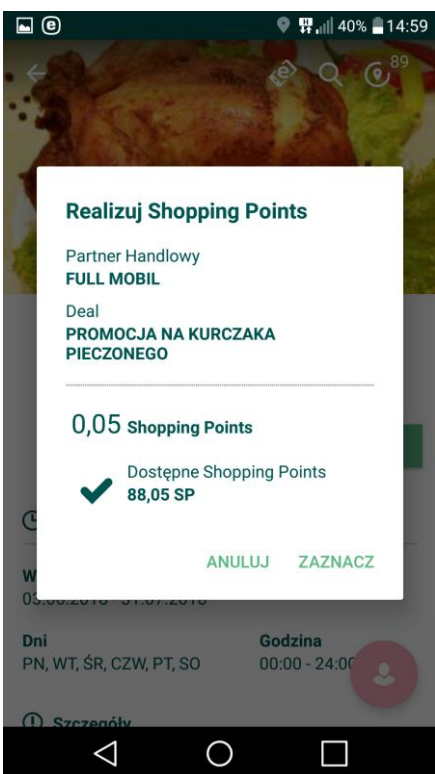 40% 14:59
89
Realizuj Shopping Points
Partner Handlowy
FULL MOBIL
Deal
PROMOCJA NA KURCZAKA
PIECZONEGO
0,05 Shopping Points
Dostępne Shopping Points
88,05 SP
ANULUJ ZAZNACZ
Dni Godzina
PN, WT, ŚR, CZW, PT, SO 00:00 - 24:00
Szczegóły